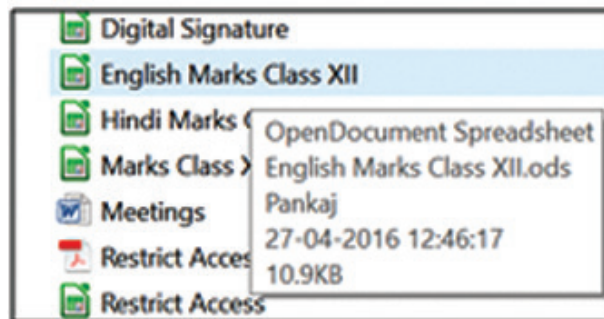 Digital Signature
English Marks Class XII
Hindi Marks
Marks Class
Meetings
Restrict
Restrict Access
OpenDocument Spreadsheet
English Marks Class XII.ods
Pankaj
27-04-2016 12:46:17
10.9KB